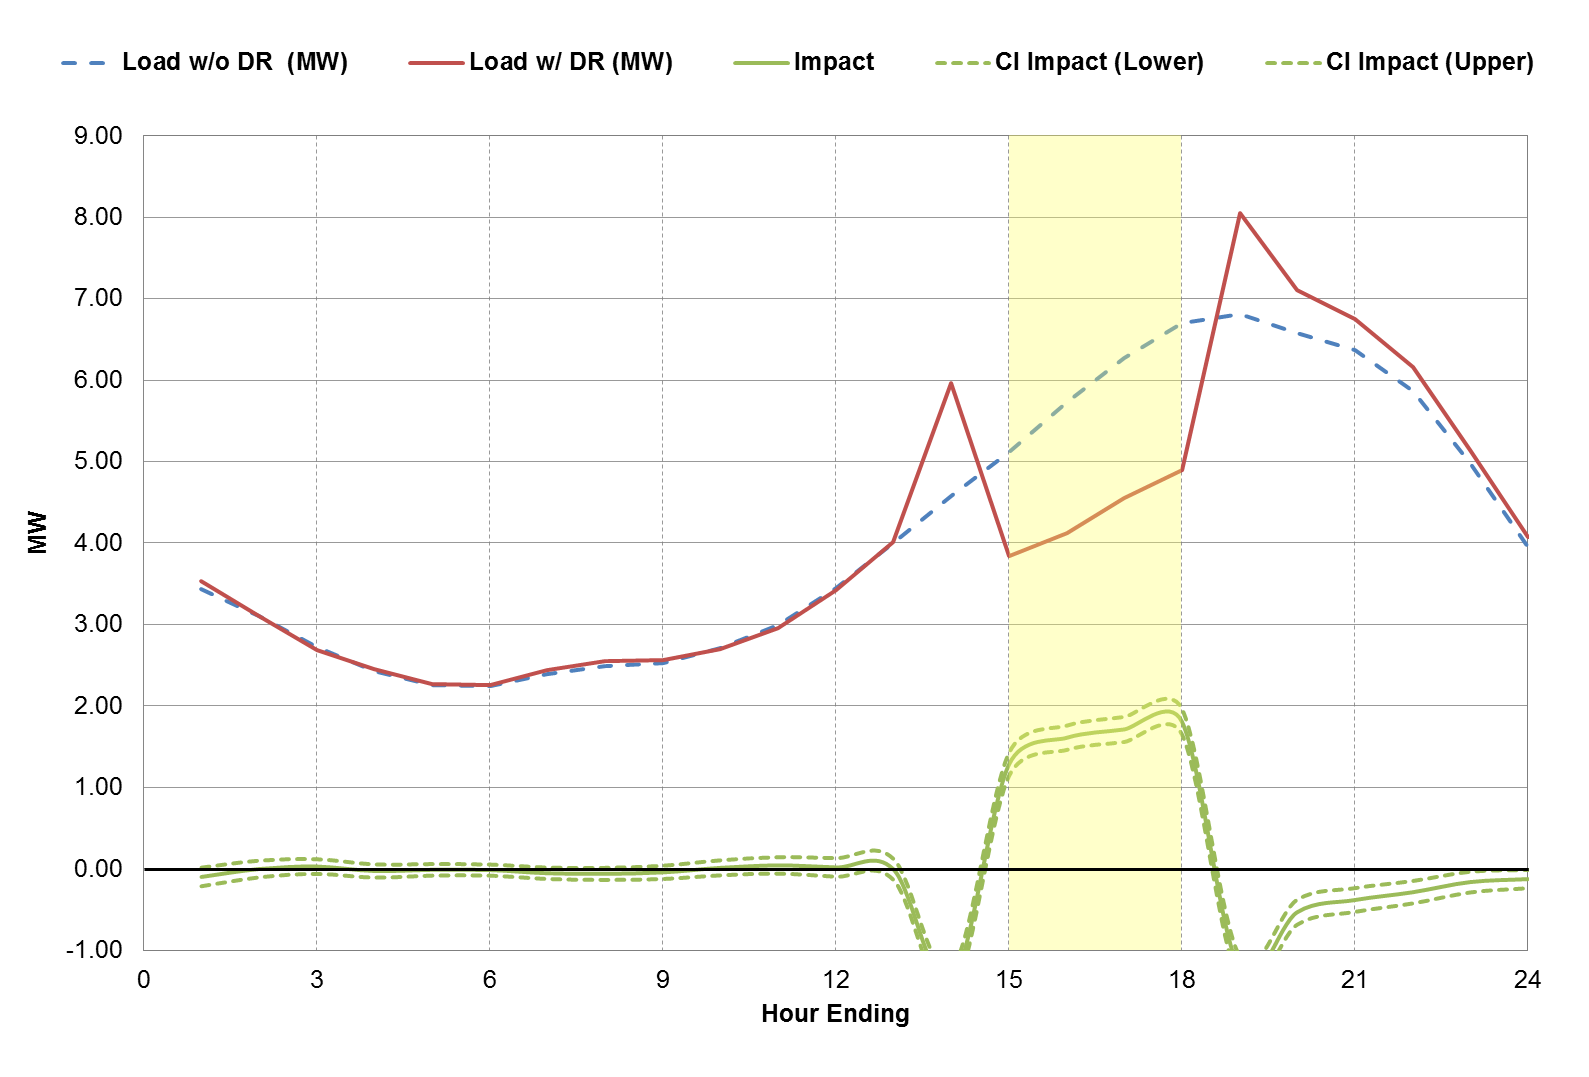 Load w/o DR  (MW)
Load w/ DR (MW)
Impact
CI Impact (Lower)
CI Impact (Upper)
9.00
8.00
7.00
6.00
5.00
4.00
3.00
2.00
1.00
0.00
-1.00
MW
0 3 6 9 12 15 18 21 24
Hour Ending